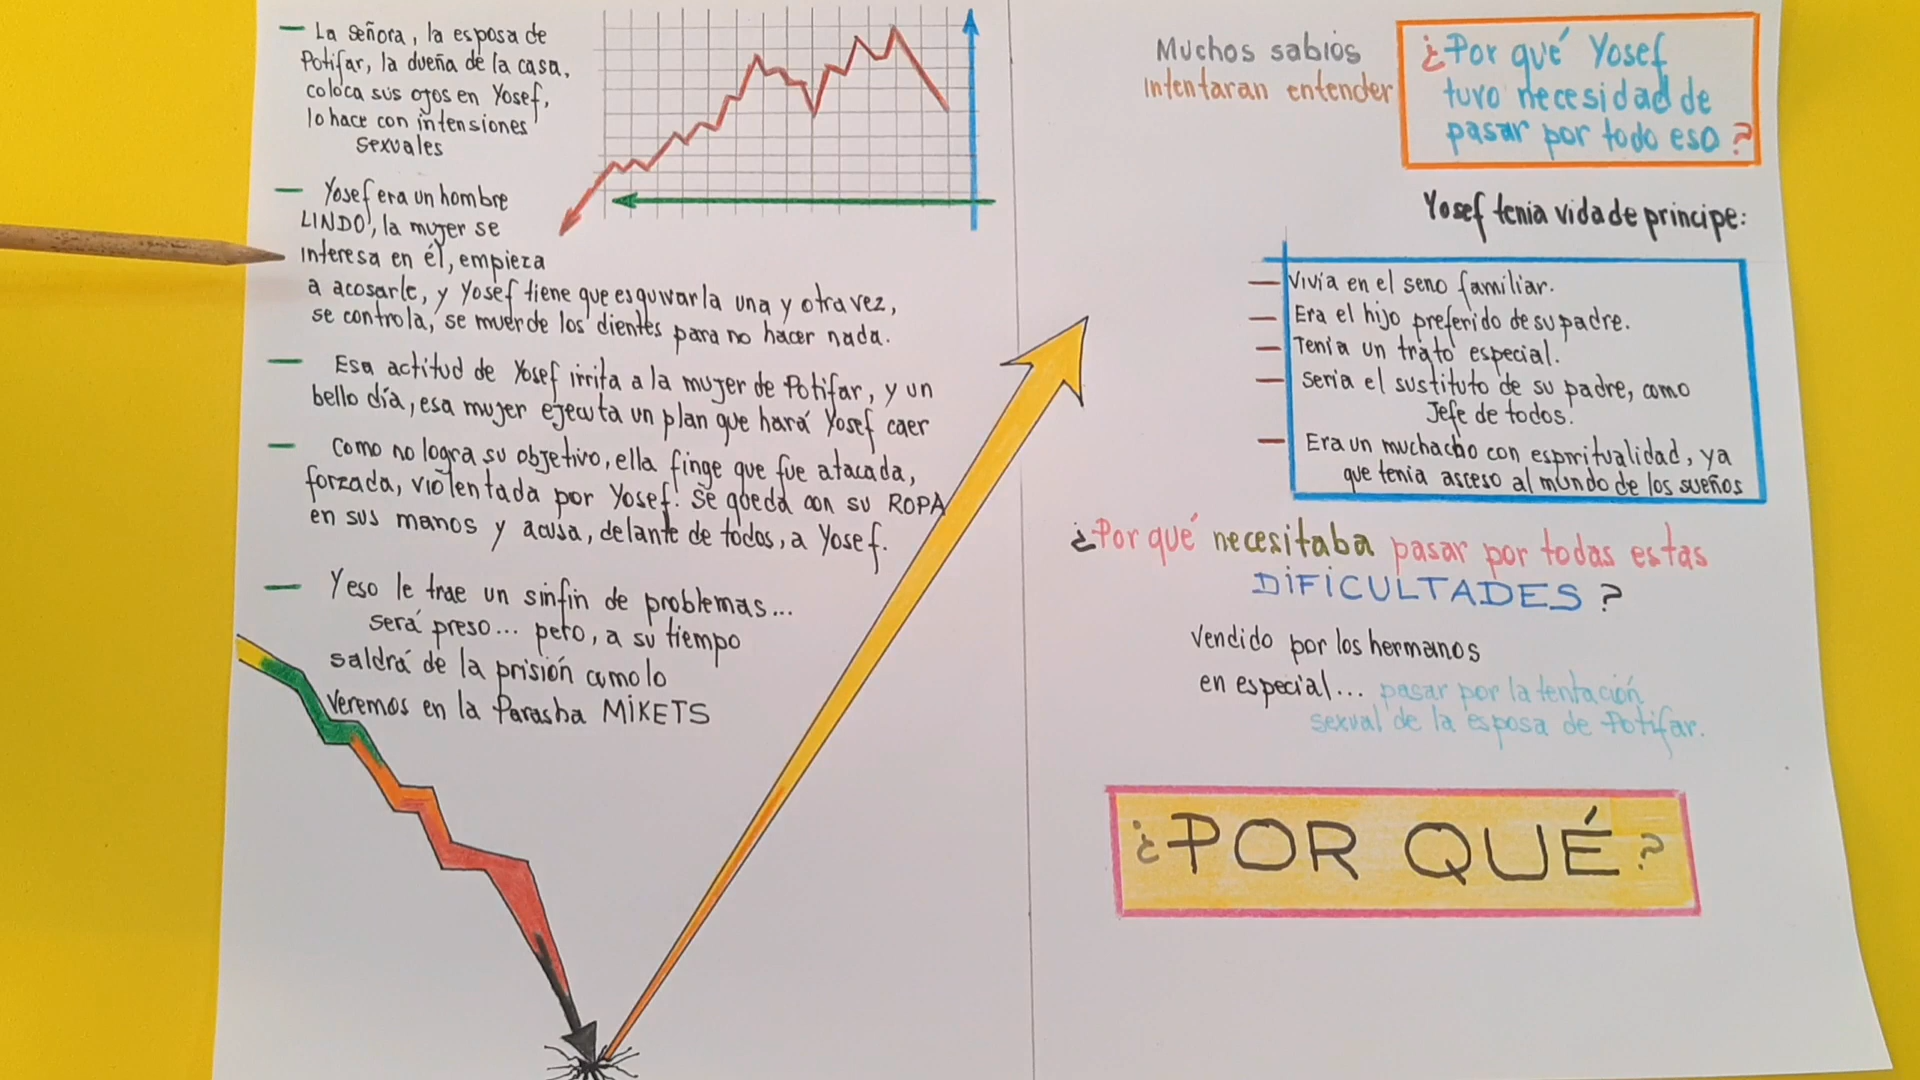 — La señora, la esposa de
Potifar, la dueña de la casa,
coloca sus ojos en Yosef,
lo hace con intensiones
sexuales
— Yosef era un hombre
LINDO, la mujer se
interesa en él, empieza
a acosarle, y Yosef tiene que esquivarla una y otra vez,
se controla, se muerde los dientes para no hacer nada.
— Esa actitud de Yosef irrita a la mujer de Potifar, y un
bello día, esa mujer ejecuta un plan que hará Yosef caer
— Como no logra su objetivo, ella finge que fue atacada,
forzada, violentada por Yosef. Se queda con su ROPA
en sus manos y acusa, delante de todos, a Yosef.
— Y eso le trae un sinfin de problemas...
será preso... pero, a su tiempo
saldrá de la prisión como lo
veremos en la Parasha MIKETS
Muchos sabios
intentaran entender
¿Por qué Yosef
tuvo necesidad de
pasar por todo eso?
Yosef tenia vida de principe:
— Vivía en el seno familiar.
— Era el hijo preferido de su padre.
— Tenía un trato especial.
— Seria el sustituto de su padre, como
Jefe de todos.
— Era un muchacho con espiritualidad, ya
que tenia asceso al mundo de los sueños
¿Por qué necesitaba pasar por todas estas
DIFICULTADES?
Vendido por los hermanos
en especial... pasar por la tentación
sexual de la esposa de Potifar.
¿POR QUÉ?